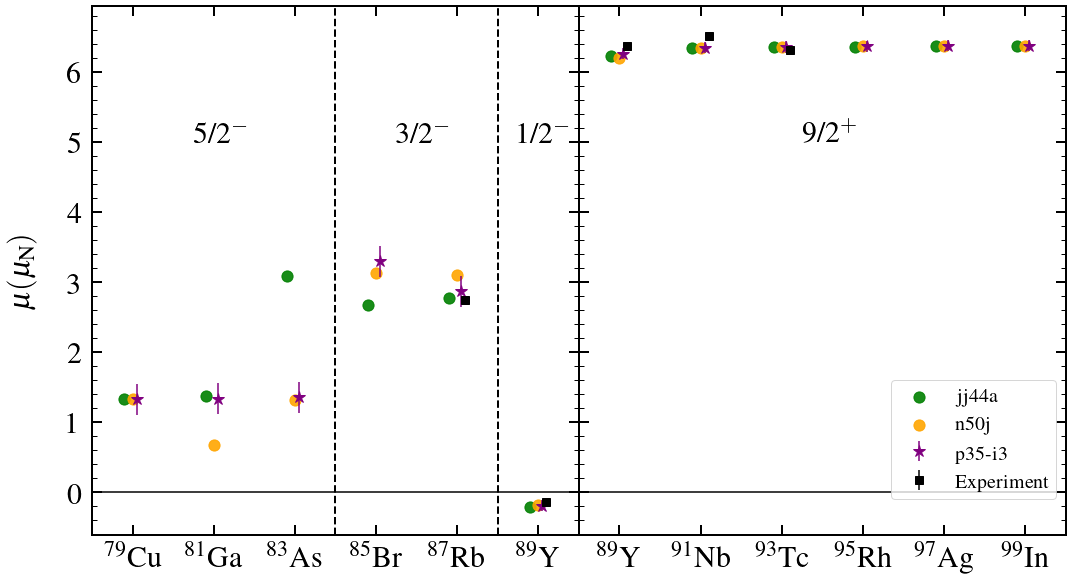 μ(μ_N)
6
5
4
3
2
1
0
5/2⁻ 3/2⁻ 1/2⁻ 9/2⁺
jj44a
n50j
p35-i3
Experiment
⁷⁹Cu ⁸¹Ga ⁸³As ⁸⁵Br ⁸⁷Rb ⁸⁹Y ⁸⁹Y ⁹¹Nb ⁹³Tc ⁹⁵Rh ⁹⁷Ag ⁹⁹In